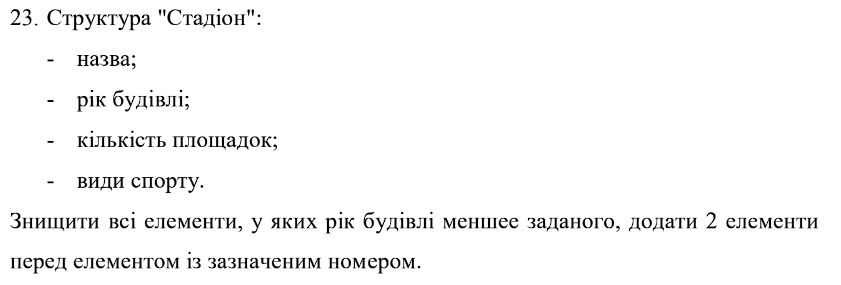 23. Структура "Стадіон":
- назва;
- рік будівлі;
- кількість площадок;
- види спорту.
Знищити всі елементи, у яких рік будівлі меншее заданого, додати 2 елементи
перед елементом із зазначеним номером.